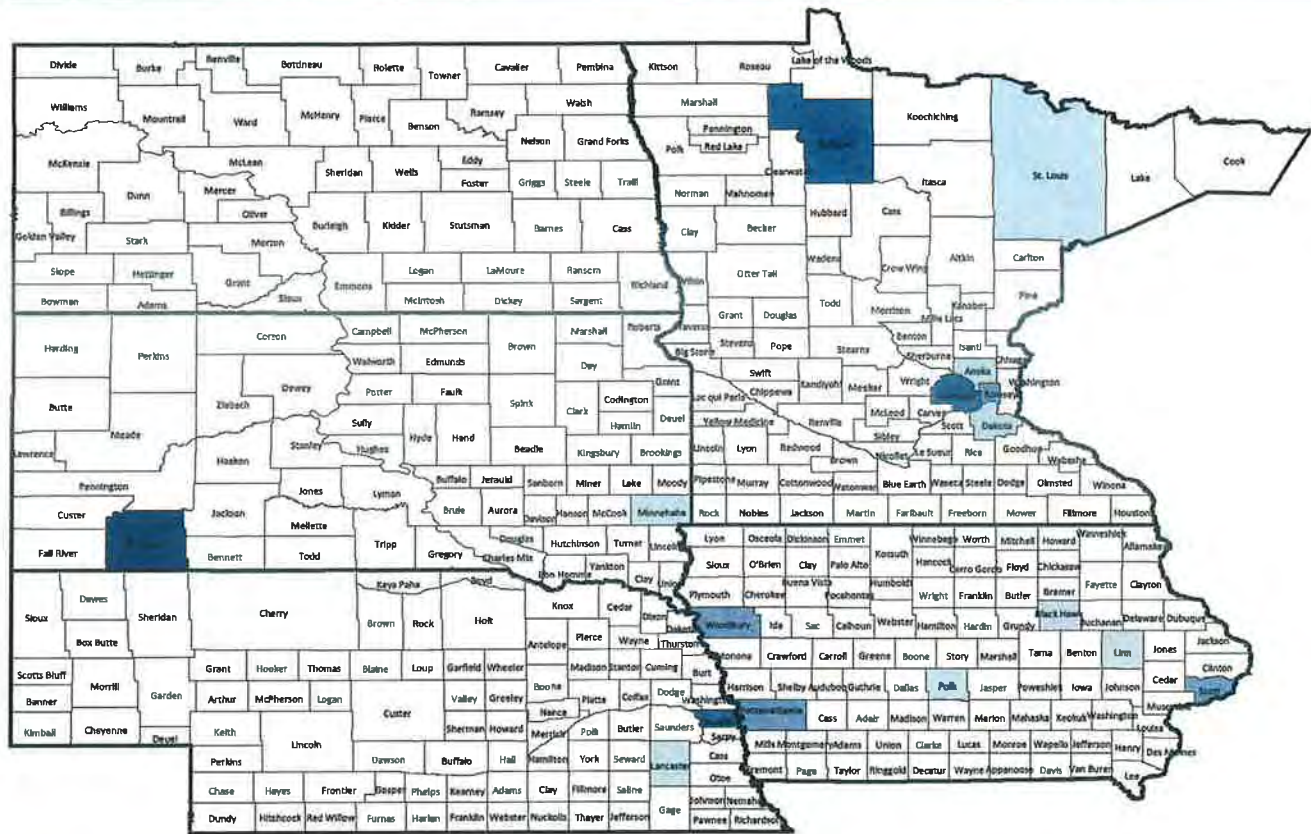 Divide Burke Renville Bottineau Rolette Towner Cavalier Pembina Kittson Roseau Lake of the Woods
Williams Mountrail Ward McHenry Pierce Benson Ramsey Walsh Marshall Koochiching
McKenzie McLean Sheridan Wells Eddy Foster Nelson Grand Forks Polk Pennington Red Lake Clearwater Itasca St. Louis Lake Cook
Billings Dunn Mercer Oliver Griggs Steele Traill Norman Mahnomen Hubbard Cass
Golden Valley Stark Morton Burleigh Kidder Stutsman Barnes Cass Clay Becker
Slope Hettinger Grant Sioux Emmons Logan LaMoure Ransom Richland Wilkin Otter Tail Wadena Crow Wing Aitkin Carlton
Bowman Adams McIntosh Dickey Sargent Todd Morrison Mille Lacs Kanabec Pine
Harding Perkins Corson Campbell McPherson Brown Marshall Roberts Traverse Grant Douglas Benton Isanti
Walworth Edmunds Day Big Stone Stevens Pope Stearns Sherburne Chisago
Butte Ziebach Dewey Potter Faulk Spink Clark Codington Grant Swift Kandiyohi Meeker Wright Anoka Washington
Meade Sully Hyde Hand Hamlin Deuel Lac qui Parle Chippewa McLeod Carver Ramsey
Lawrence Haakon Stanley Hughes Beadle Kingsbury Brookings Yellow Medicine Renville Sibley Scott Dakota
Pennington Jones Lyman Buffalo Jerauld Sanborn Miner Lake Moody Lincoln Lyon Redwood Brown Nicollet Le Sueur Rice Goodhue Wabasha
Custer Jackson Mellette Brule Aurora Davison Hanson McCook Minnehaha Pipestone Murray Cottonwood Watonwan Blue Earth Waseca Steele Dodge Olmsted Winona
Fall River Bennett Todd Tripp Gregory Douglas Charles Mix Hutchinson Turner Lincoln Rock Nobles Jackson Martin Faribault Freeborn Mower Fillmore Houston
Bon Homme Yankton Clay Union Lyon Osceola Dickinson Emmet Kossuth Winnebago Worth Mitchell Howard Winneshiek Allamakee
Sioux Dawes Sheridan Cherry Keya Paha Boyd Knox Cedar Dixon Dakota Sioux O'Brien Clay Palo Alto Hancock Cerro Gordo Floyd Chickasaw Fayette Clayton
Box Butte Brown Rock Holt Antelope Pierce Wayne Thurston Plymouth Cherokee Buena Vista Pocahontas Humboldt Wright Franklin Butler Bremer
Scotts Bluff Grant Hooker Thomas Blaine Loup Garfield Wheeler Madison Stanton Cuming Burt Woodbury Ida Sac Calhoun Webster Hamilton Hardin Grundy Black Hawk Buchanan Delaware Dubuque
Banner Morrill Garden Arthur McPherson Logan Custer Valley Greeley Boone Platte Colfax Dodge Washington Monona Crawford Carroll Greene Boone Story Marshall Tama Benton Linn Jones Jackson
Kimball Cheyenne Deuel Keith Lincoln Sherman Howard Nance Merrick Polk Butler Saunders Sarpy Harrison Shelby Audubon Guthrie Dallas Polk Jasper Poweshiek Iowa Johnson Cedar Clinton Scott
Perkins Dawson Buffalo Hall Hamilton York Seward Lancaster Cass Pottawattamie Cass Adair Madison Warren Marion Mahaska Keokuk Washington Louisa
Chase Hayes Frontier Gosper Phelps Kearney Adams Clay Fillmore Saline Otoe Mills Montgomery Adams Union Clarke Lucas Monroe Wapello Jefferson Henry Des Moines
Dundy Hitchcock Red Willow Furnas Harlan Franklin Webster Nuckolls Thayer Jefferson Gage Johnson Nemaha Pawnee Richardson Fremont Page Taylor Ringgold Decatur Wayne Appanoose Davis Van Buren Lee